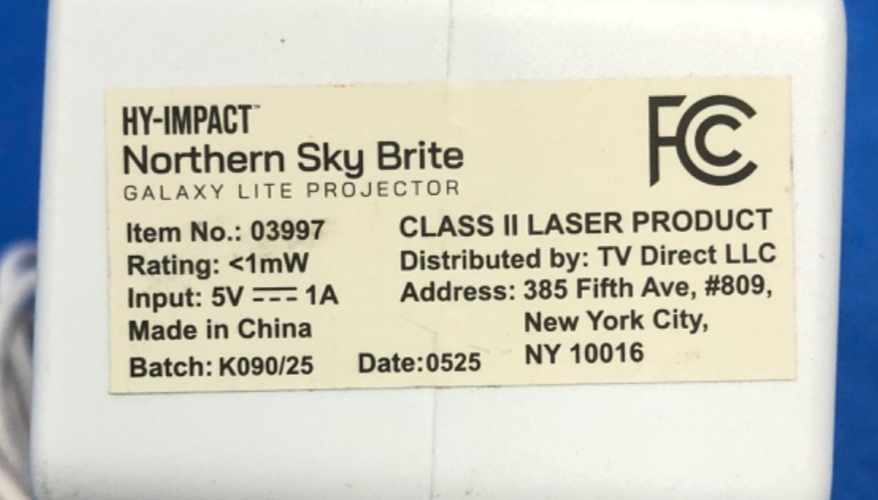 HY-IMPACT™
Northern Sky Brite
GALAXY LITE PROJECTOR
FC
Item No.: 03997
Rating: <1mW
Input: 5V ⎓ 1A
Made in China
Batch: K090/25 Date:0525
CLASS II LASER PRODUCT
Distributed by: TV Direct LLC
Address: 385 Fifth Ave, #809,
New York City,
NY 10016